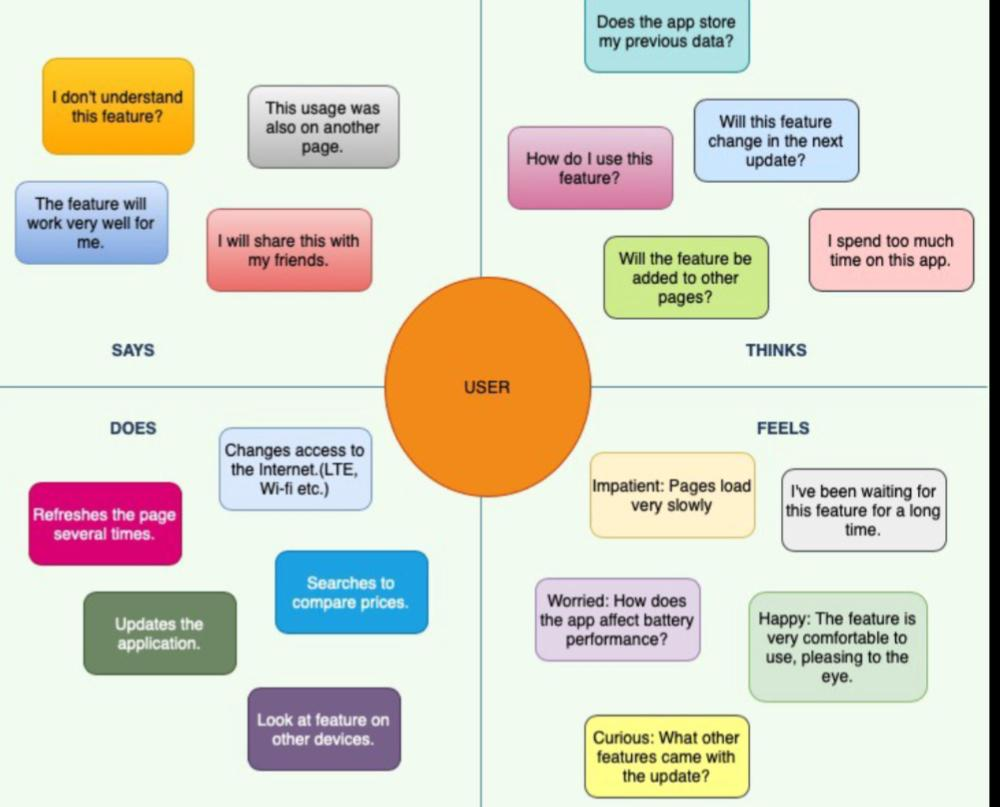 I don't understand
this feature?
This usage was
also on another
page.
The feature will
work very well for
me.
I will share this with
my friends.
SAYS
Does the app store
my previous data?
Will this feature
change in the next
update?
How do I use this
feature?
I spend too much
time on this app.
Will the feature be
added to other
pages?
THINKS
USER
DOES
Changes access to
the Internet.(LTE,
Wi-fi etc.)
Refreshes the page
several times.
Searches to
compare prices.
Updates the
application.
Look at feature on
other devices.
FEELS
Impatient: Pages load
very slowly
I've been waiting for
this feature for a long
time.
Worried: How does
the app affect battery
performance?
Happy: The feature is
very comfortable to
use, pleasing to the
eye.
Curious: What other
features came with
the update?